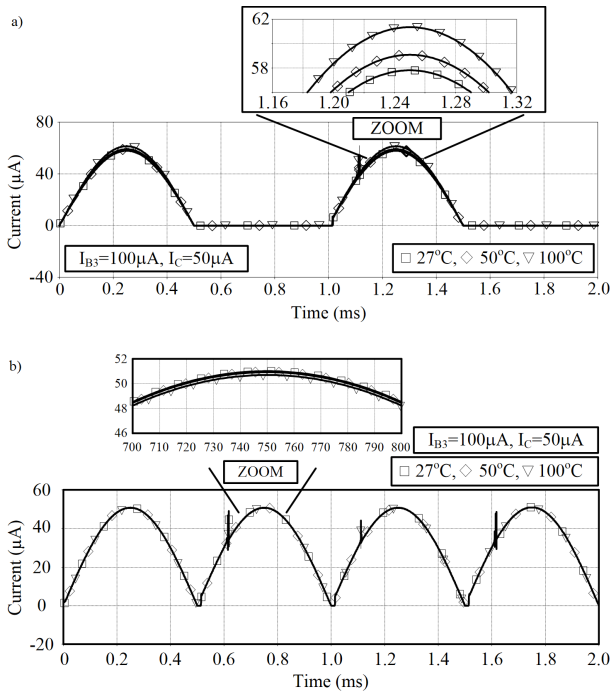 a)
62
58
1.16 1.20 1.24 1.28 1.32
ZOOM
80
40
0
-40
Current (μA)
I_B3=100μA, I_C=50μA
27°C, 50°C, 100°C
0 0.2 0.4 0.6 0.8 1.0 1.2 1.4 1.6 1.8 2.0
Time (ms)
b)
52
50
48
46
700 710 720 730 740 750 760 770 780 790 800
I_B3=100μA, I_C=50μA
ZOOM
27°C, 50°C, 100°C
60
40
20
0
-20
Current (μA)
0 0.2 0.4 0.6 0.8 1.0 1.2 1.4 1.6 1.8 2.0
Time (ms)